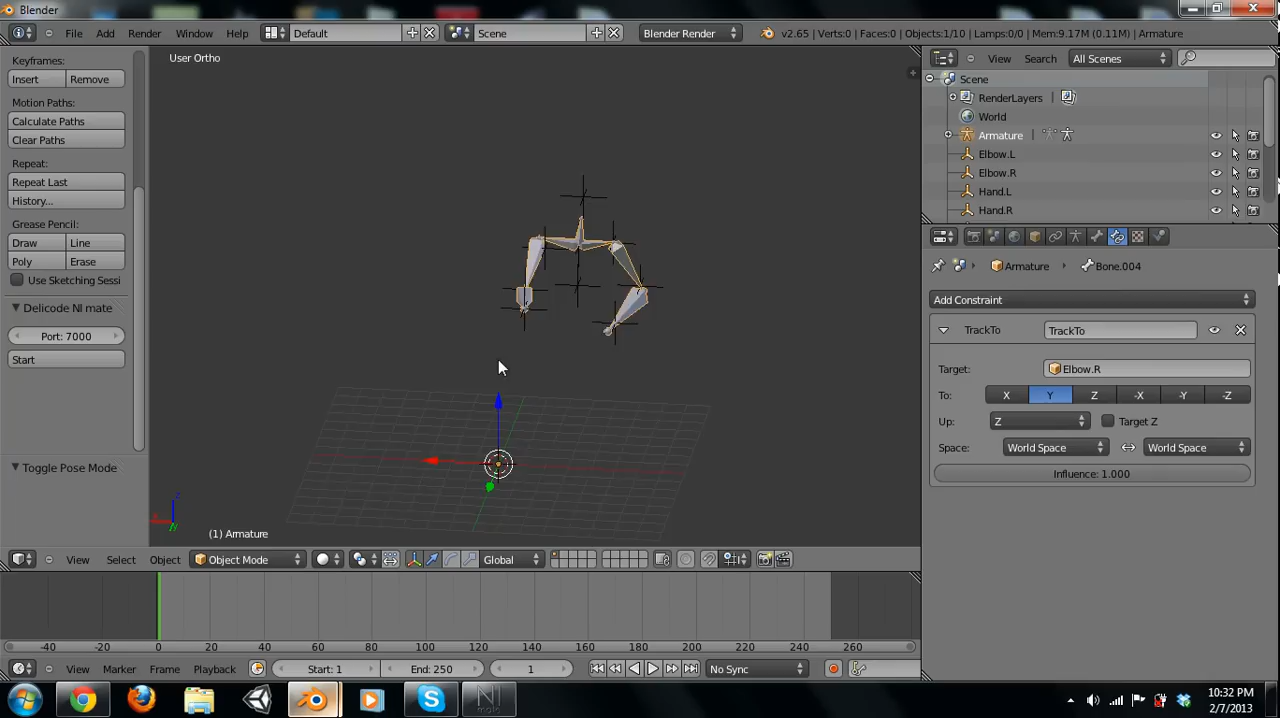 Blender
File Add Render Window Help Default Scene Blender Render v2.65 | Verts:0 | Faces:0 | Objects:1/10 | Lamps:0/0 | Mem:9.17M (0.11M) | Armature
Keyframes:
Insert Remove
Motion Paths:
Calculate Paths
Clear Paths
Repeat:
Repeat Last
History...
Grease Pencil:
Draw Line
Poly Erase
Use Sketching Sessi
Delicode NI mate
Port: 7000
Start
Toggle Pose Mode
User Ortho
z
(1) Armature
View Select Object Object Mode Global
-40 -20 0 20 40 60 80 100 120 140 160 180 200 220 240 260
View Marker Frame Playback Start: 1 End: 250 1 No Sync
View Search All Scenes
Scene
RenderLayers |
World
Armature |
Elbow.L
Elbow.R
Hand.L
Hand.R
Armature Bone.004
Add Constraint
TrackTo TrackTo
Target: Elbow.R
To: X Y Z -X -Y -Z
Up: Z Target Z
Space: World Space World Space
Influence: 1.000
10:32 PM
2/7/2013